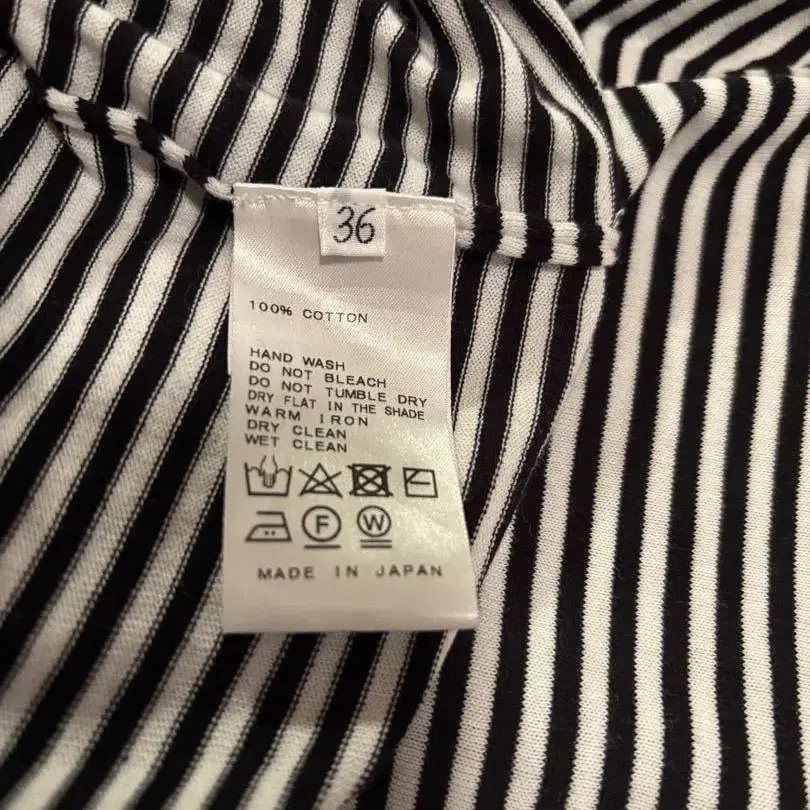 36
100% COTTON
HAND WASH
DO NOT BLEACH
DO NOT TUMBLE DRY
DRY FLAT IN THE SHADE
WARM IRON
DRY CLEAN
WET CLEAN
F W
MADE IN JAPAN